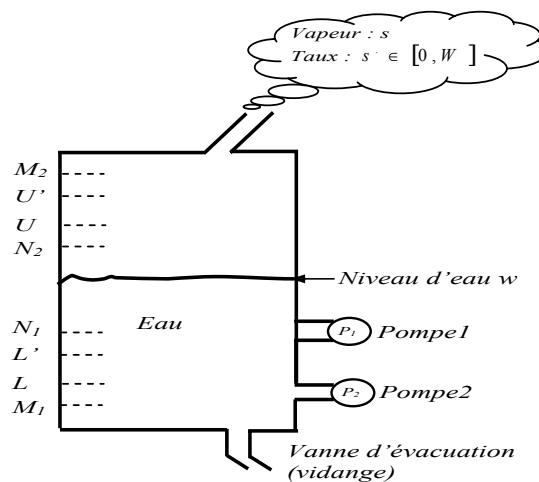 Vapeur : s
Taux : s˙ ∈ [0 , W ]
M₂
U’
U
N₂
Niveau d’eau w
N₁
Eau
P₁
Pompe1
L’
L
P₂
Pompe2
M₁
Vanne d’évacuation
(vidange)